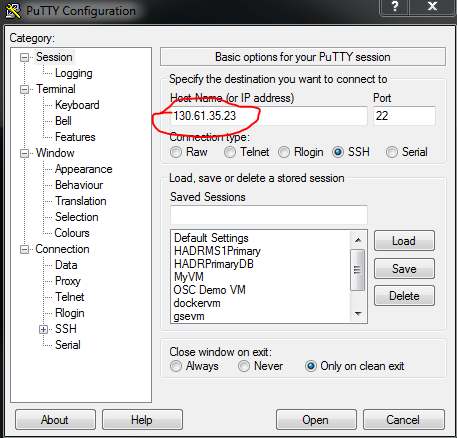 PuTTY Configuration
Category:
Session
Logging
Terminal
Keyboard
Bell
Features
Window
Appearance
Behaviour
Translation
Selection
Colours
Connection
Data
Proxy
Telnet
Rlogin
SSH
Serial
Basic options for your PuTTY session
Specify the destination you want to connect to
Host Name (or IP address) Port
130.61.35.23 22
Connection type:
Raw Telnet Rlogin SSH Serial
Load, save or delete a stored session
Saved Sessions
Default Settings
HADRMS1Primary
HADRPrimaryDB
MyVM
OSC Demo VM
dockervm
gsevm
Load
Save
Delete
Close window on exit:
Always Never Only on clean exit
About Help Open Cancel